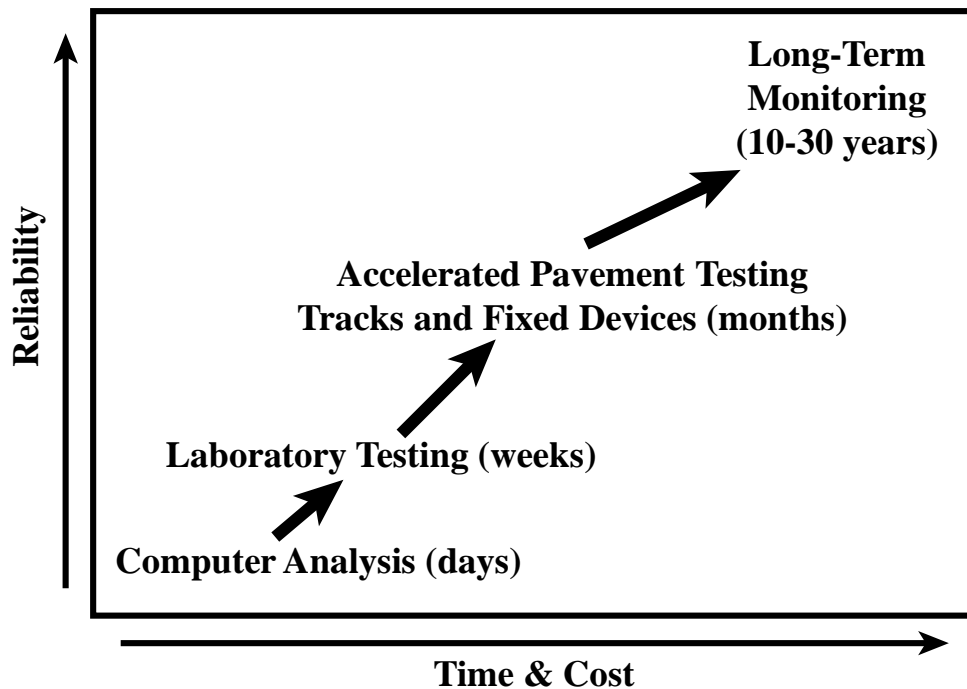 Long-Term
Monitoring
(10-30 years)
Accelerated Pavement Testing
Tracks and Fixed Devices (months)
Laboratory Testing (weeks)
Computer Analysis (days)
Reliability
Time & Cost